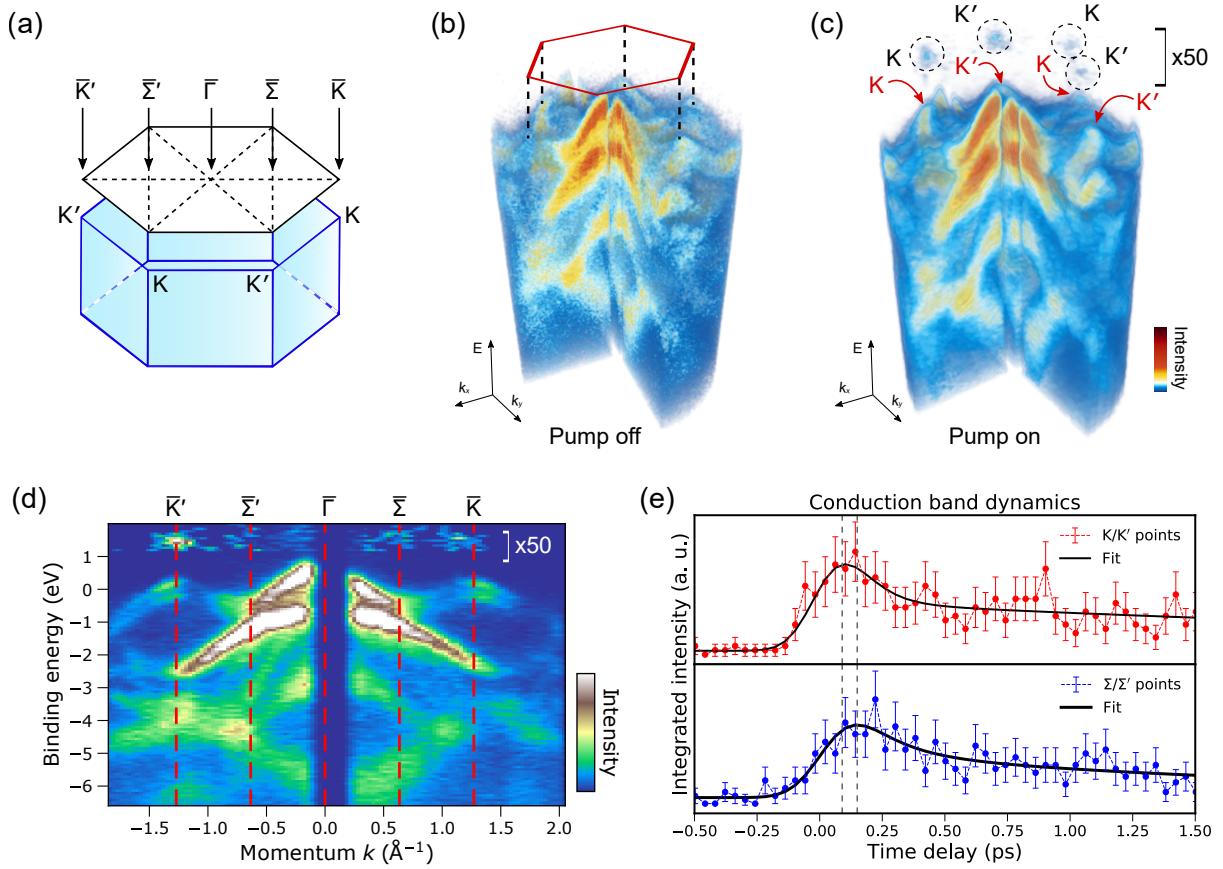 (a)
K̄′ Σ̄′ Γ̄ Σ̄ K̄
K′ K
K K′
(b)
E
kₓ
k_y
Pump off
(c)
K K′ K K′
x50
K K′ K K′
E
kₓ
k_y
Intensity
Pump on
(d)
K̄′ Σ̄′ Γ̄ Σ̄ K̄
x50
Binding energy (eV)
1
0
−1
−2
−3
−4
−5
−6
−1.5 −1.0 −0.5 0.0 0.5 1.0 1.5 2.0
Momentum k (Å⁻¹)
Intensity
(e)
Conduction band dynamics
K/K′ points
Fit
Σ/Σ′ points
Fit
Integrated intensity (a. u.)
−0.50 −0.25 0.00 0.25 0.50 0.75 1.00 1.25 1.50
Time delay (ps)